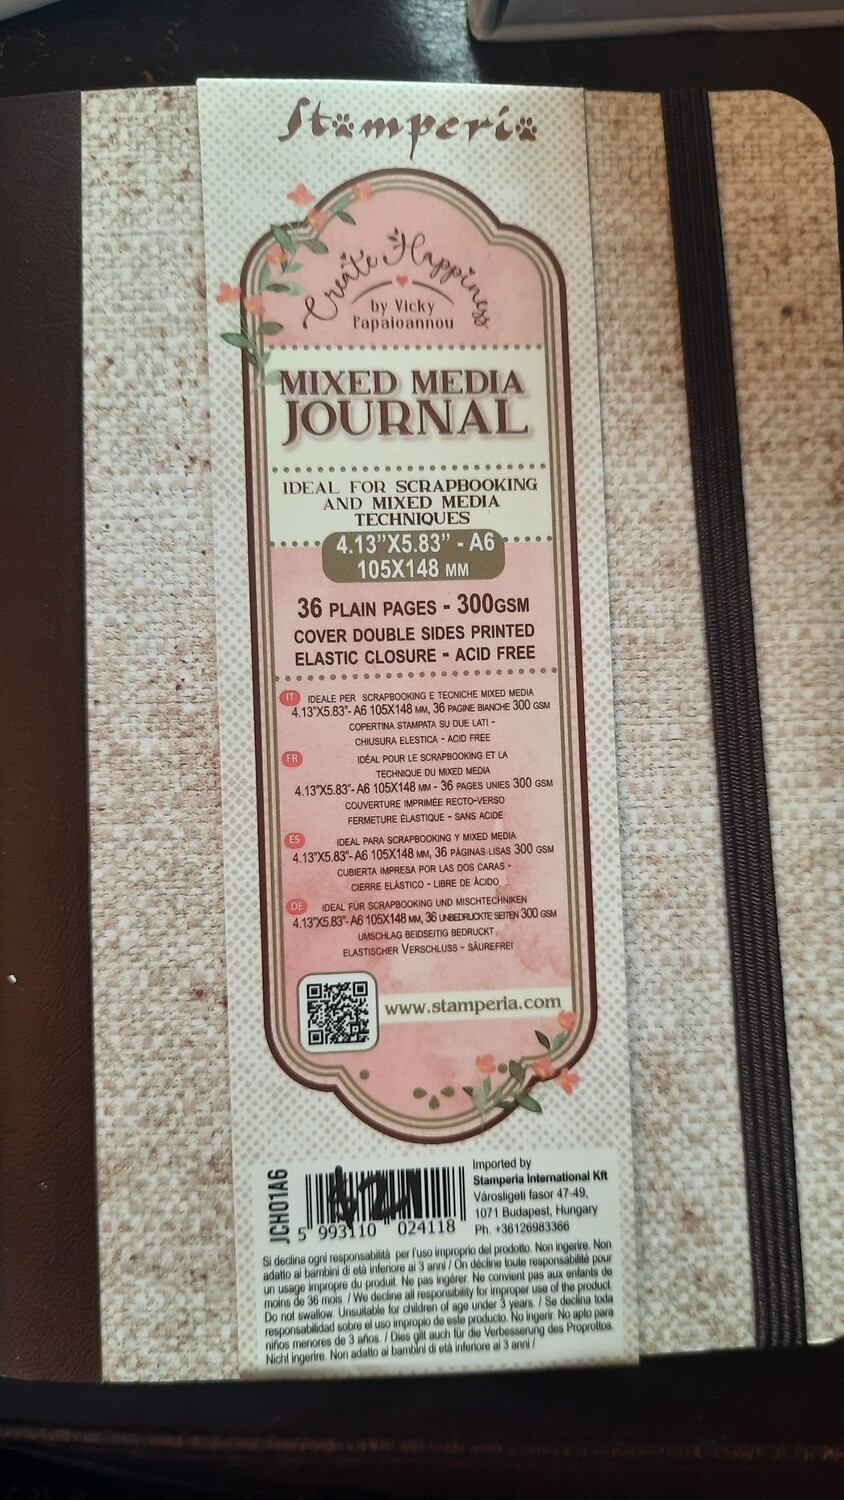 Stamperia
Create Happiness
by Vicky
Papaioannou
MIXED MEDIA
JOURNAL
IDEAL FOR SCRAPBOOKING
AND MIXED MEDIA
TECHNIQUES
4.13”X5.83” - A6
105X148 MM
36 PLAIN PAGES - 300GSM
COVER DOUBLE SIDES PRINTED
ELASTIC CLOSURE - ACID FREE
IT IDEALE PER SCRAPBOOKING E TECNICHE MIXED MEDIA
4.13”X5.83”- A6 105X148 MM, 36 PAGINE BIANCHE 300 GSM
COPERTINA STAMPATA SU DUE LATI -
CHIUSURA ELESTICA - ACID FREE
FR IDÉAL POUR LE SCRAPBOOKING ET LA
TECHNIQUE DU MIXED MEDIA
4.13”X5.83”- A6 105X148 MM - 36 PAGES UNIES 300 GSM
COUVERTURE IMPRIMÉE RECTO-VERSO
FERMETURE ÉLASTIQUE - SANS ACIDE
ES IDEAL PARA SCRAPBOOKING Y MIXED MEDIA
4.13”X5.83”- A6 105X148 MM, 36 PÁGINAS LISAS 300 GSM
CUBIERTA IMPRESA POR LAS DOS CARAS -
CIERRE ELÁSTICO - LIBRE DE ÁCIDO
DE IDEAL FÜR SCRAPBOOKING UND MISCHTECHNIKEN
4.13”X5.83”- A6 105X148 MM, 36 UNBEDRUCKTE SEITEN 300 GSM
UMSCHLAG BEIDSEITIG BEDRUCKT
ELASTISCHER VERSCHLUSS - SÄUREFREI
www.stamperia.com
JCH01A6
5 993110 024118
Imported by
Stamperia International Kft
Városligeti fasor 47-49,
1071 Budapest, Hungary
Ph. +36126983366
Si declina ogni responsabilità per l'uso improprio del prodotto. Non ingerire. Non
adatto ai bambini di età inferiore ai 3 anni / On décline toute responsabilité pour
un usage impropre du produit. Ne pas ingérer. Ne convient pas aux enfants de
moins de 36 mois. / We decline all responsibility for improper use of the product.
Do not swallow. Unsuitable for children of age under 3 years. / Se declina toda
responsabilidad sobre el uso impropio de este producto. No ingerir. No apto para
niños menores de 3 años. / Dies gilt auch für die Verbesserung des Proprottos.
Nicht ingerire. Non adatto ai bambini di età inferiore ai 3 anni /